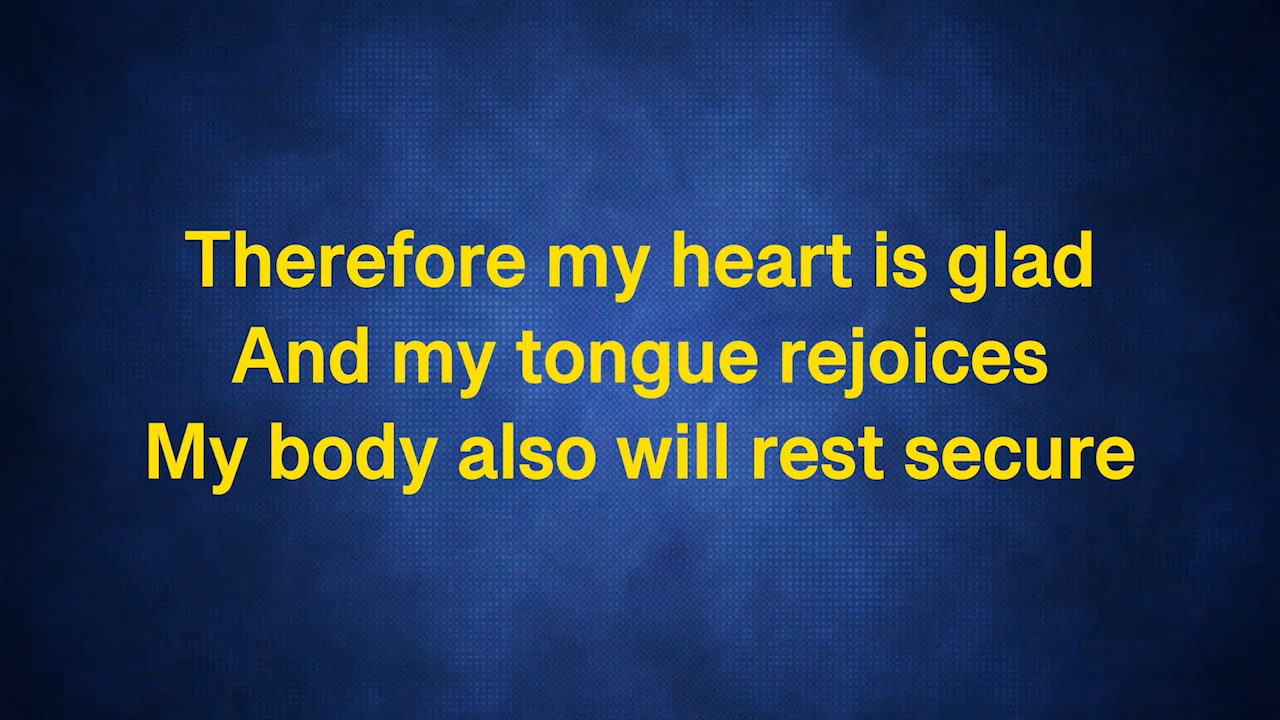 Therefore my heart is glad
And my tongue rejoices
My body also will rest secure